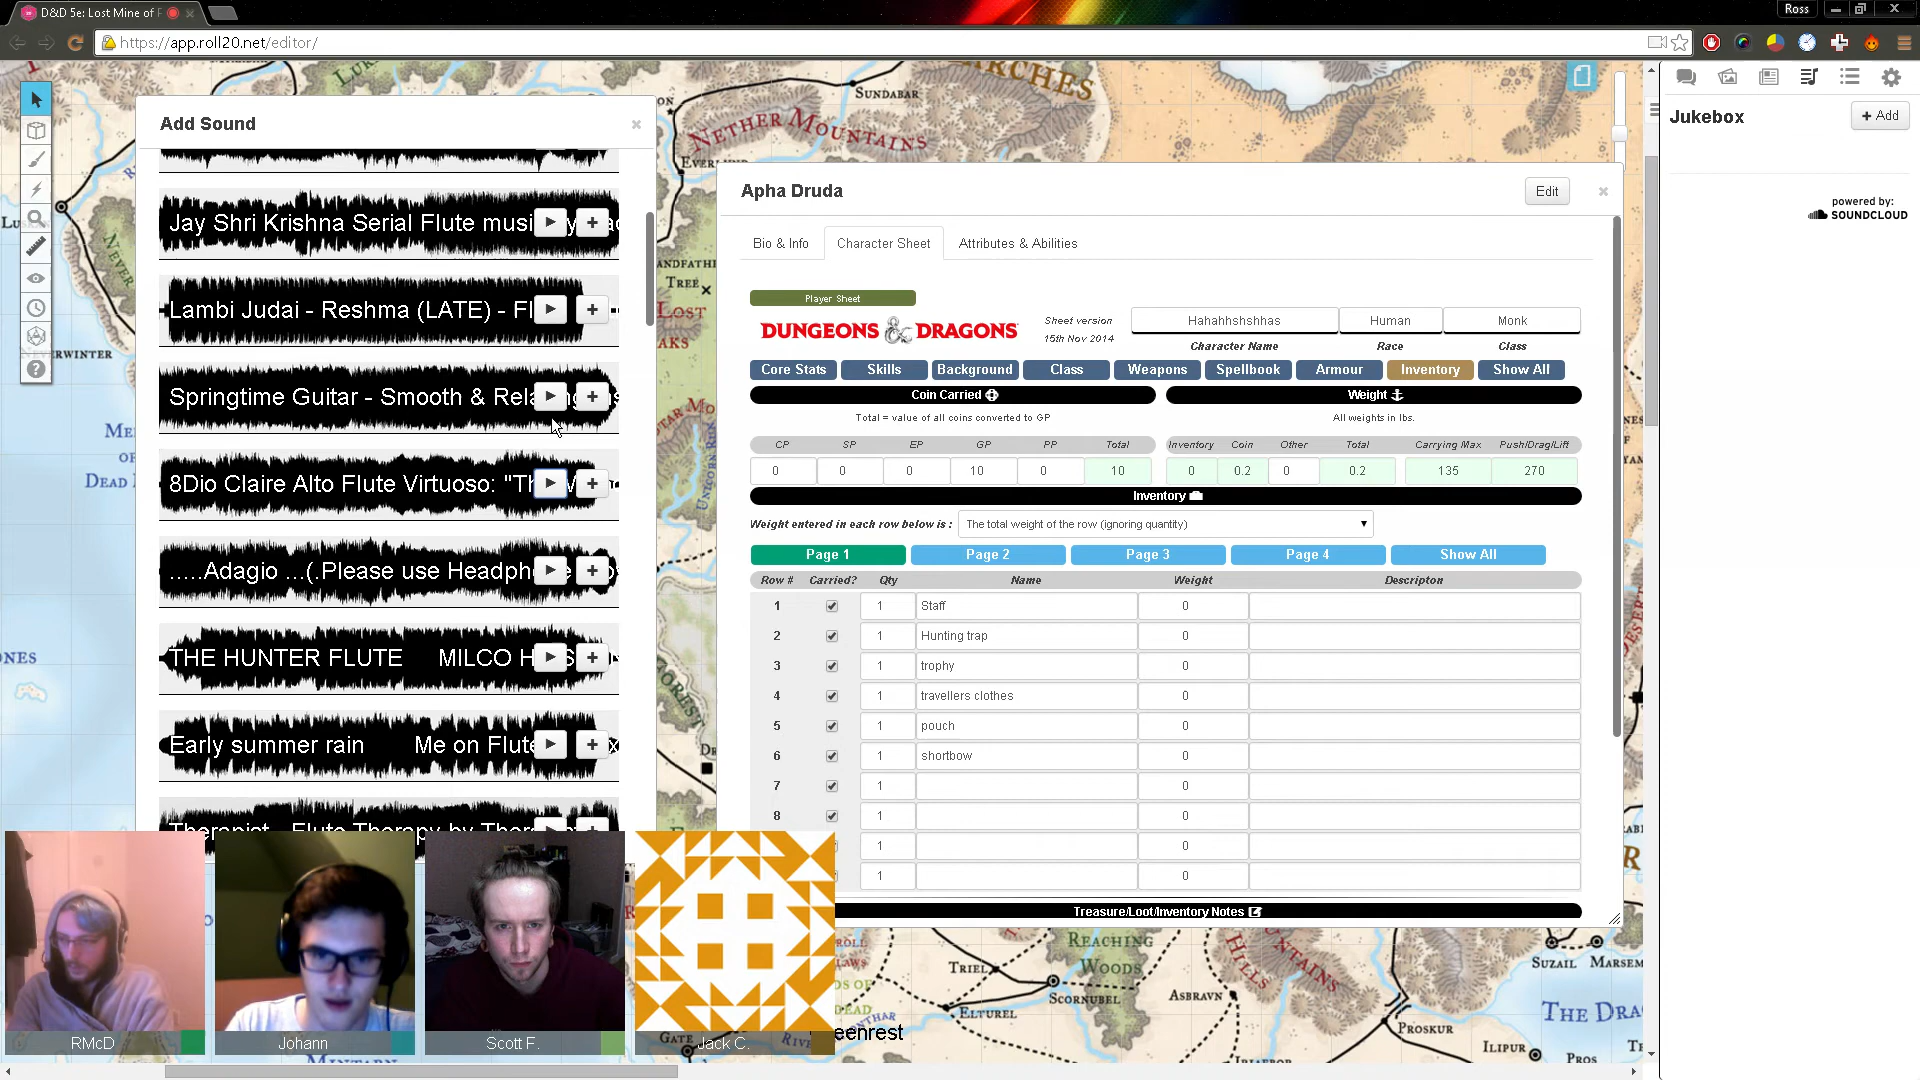 D&D 5e: Lost Mine of
Ross
https://app.roll20.net/editor/
Add Sound
Jay Shri Krishna Serial Flute
Lambi Judai - Reshma (LATE) -
Springtime Guitar - Smooth &
8Dio Claire Alto Flute Virtuoso:
.....Adagio ...(.Please use
THE HUNTER FLUTE MILCO
Early summer rain Me on Flute
Therapist - Flute Therapy by
Apha Druda
Edit
Bio & Info
Character Sheet
Attributes & Abilities
Player Sheet
DUNGEONS & DRAGONS
Sheet version
15th Nov 2014
Hahahhshshhas
Human
Monk
Character Name
Race
Class
Core Stats
Skills
Background
Class
Weapons
Spellbook
Armour
Inventory
Show All
Coin Carried
Weight
Total = value of all coins converted to GP
All weights in lbs.
CP SP EP GP PP Total
Inventory Coin Other Total Carrying Max Push/Drag/Lift
0 0 0 10 0 10
0 0.2 0 0.2 135 270
Inventory
Weight entered in each row below is :
The total weight of the row (ignoring quantity)
Page 1
Page 2
Page 3
Page 4
Show All
Row # Carried? Qty Name Weight Descripton
1 1 Staff 0
2 1 Hunting trap 0
3 1 trophy 0
4 1 travellers clothes 0
5 1 pouch 0
6 1 shortbow 0
7 1 0
8 1 0
1 0
1 0
Treasure/Loot/Inventory Notes
Jukebox
+ Add
powered by:
SOUNDCLOUD
SUNDABAR
NETHER MOUNTAINS
TREE
LOST
UNICORN RUN
REACHING
WOODS
TRIEL
SCORNUBEL
ELTUREL
ASBRAVN
HILLS
PROSKUR
SUZAIL
ILIPUR
PROS
eenrest
RMcD
Johann
Scott F.
Jack C.